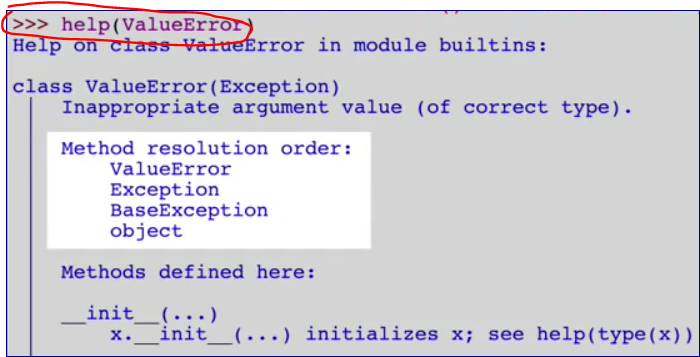 >>> help(ValueError)
Help on class ValueError in module builtins:
class ValueError(Exception)
Inappropriate argument value (of correct type).
Method resolution order:
ValueError
Exception
BaseException
object
Methods defined here:
__init__(...)
x.__init__(...) initializes x; see help(type(x))